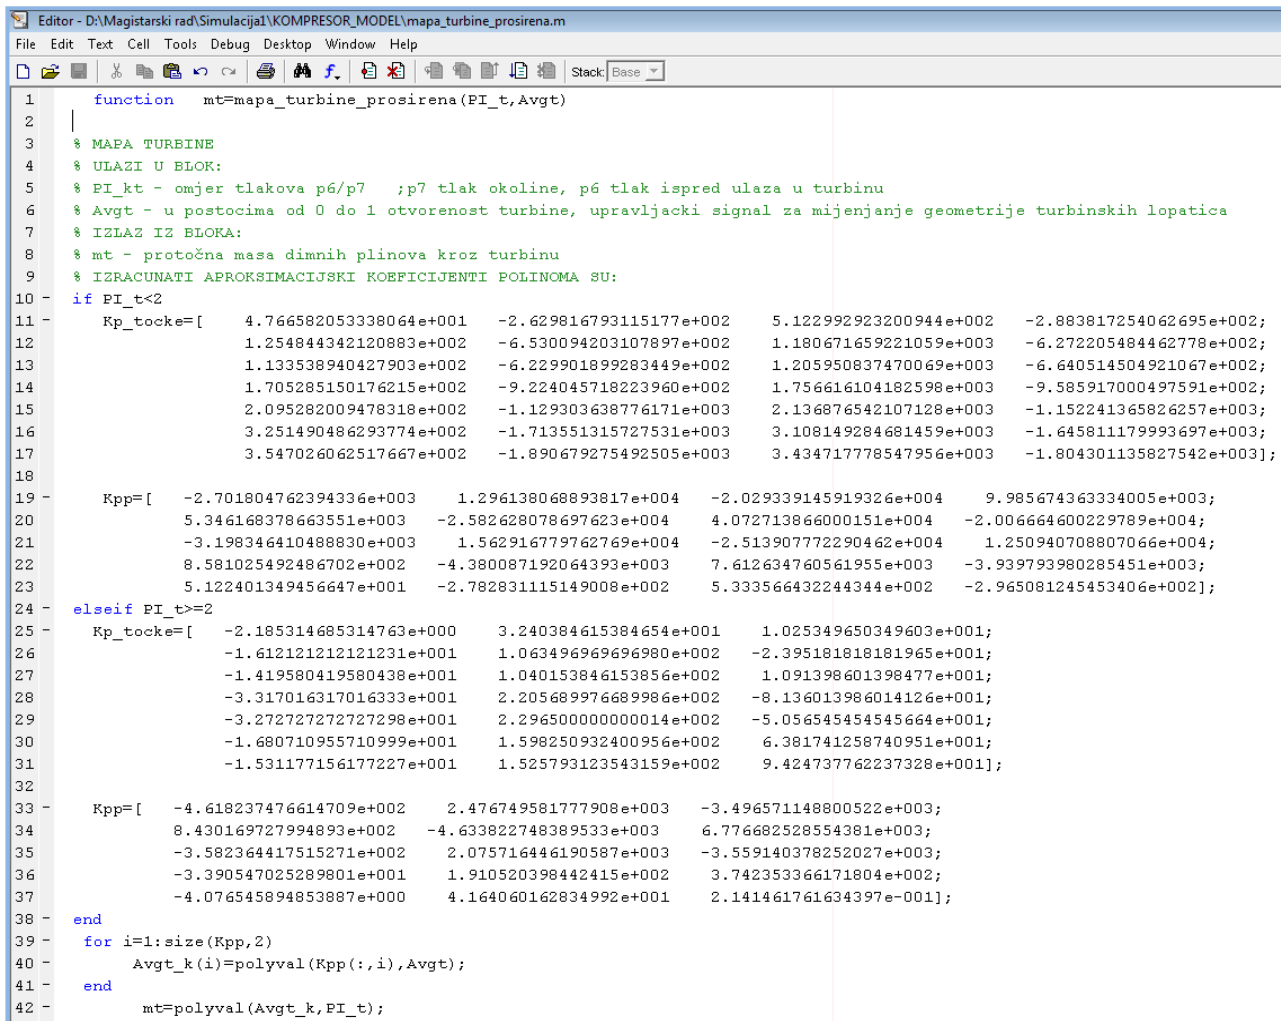 Editor - D:\Magistarski rad\Simulacija1\KOMPRESOR_MODEL\mapa_turbine_prosirena.m
File Edit Text Cell Tools Debug Desktop Window Help
Stack: Base
1 function mt=mapa_turbine_prosirena(PI_t,Avgt)
2
3 % MAPA TURBINE
4 % ULAZI U BLOK:
5 % PI_kt - omjer tlakova p6/p7 ;p7 tlak okoline, p6 tlak ispred ulaza u turbinu
6 % Avgt - u postocima od 0 do 1 otvorenost turbine, upravljacki signal za mijenjanje geometrije turbinskih lopatica
7 % IZLAZ IZ BLOKA:
8 % mt - protočna masa dimnih plinova kroz turbinu
9 % IZRACUNATI APROKSIMACIJSKI KOEFICIJENTI POLINOMA SU:
10 - if PI_t<2
11 - Kp_tocke=[ 4.766582053338064e+001 -2.629816793115177e+002 5.122992923200944e+002 -2.883817254062695e+002;
12 1.254844342120883e+002 -6.530094203107897e+002 1.180671659221059e+003 -6.272205484462778e+002;
13 1.133538940427903e+002 -6.229901899283449e+002 1.205950837470069e+003 -6.640514504921067e+002;
14 1.705285150176215e+002 -9.224045718223960e+002 1.756616104182598e+003 -9.585917000497591e+002;
15 2.095282009478318e+002 -1.129303638776171e+003 2.136876542107128e+003 -1.152241365826257e+003;
16 3.251490486293774e+002 -1.713551315727531e+003 3.108149284681459e+003 -1.645811179993697e+003;
17 3.547026062517667e+002 -1.890679275492505e+003 3.434717778547956e+003 -1.804301135827542e+003];
18
19 - Kpp=[ -2.701804762394336e+003 1.296138068893817e+004 -2.029339145919326e+004 9.985674363334005e+003;
20 5.346168378663551e+003 -2.582628078697623e+004 4.072713866000151e+004 -2.006664600229789e+004;
21 -3.198346410488830e+003 1.562916779762769e+004 -2.513907772290462e+004 1.250940708807066e+004;
22 8.581025492486702e+002 -4.380087192064393e+003 7.612634760561955e+003 -3.939793980285451e+003;
23 5.122401349456647e+001 -2.782831115149008e+002 5.333566432244344e+002 -2.965081245453406e+002];
24 - elseif PI_t>=2
25 - Kp_tocke=[ -2.185314685314763e+000 3.240384615384654e+001 1.025349650349603e+001;
26 -1.612121212121231e+001 1.063496969696980e+002 -2.395181818181965e+001;
27 -1.419580419580438e+001 1.040153846153856e+002 1.091398601398477e+001;
28 -3.317016317016333e+001 2.205689976689986e+002 -8.136013986014126e+001;
29 -3.272727272727298e+001 2.296500000000014e+002 -5.056545454545664e+001;
30 -1.680710955710999e+001 1.598250932400956e+002 6.381741258740951e+001;
31 -1.531177156177227e+001 1.525793123543159e+002 9.424737762237328e+001];
32
33 - Kpp=[ -4.618237476614709e+002 2.476749581777908e+003 -3.496571148800522e+003;
34 8.430169727994893e+002 -4.633822748389533e+003 6.776682528554381e+003;
35 -3.582364417515271e+002 2.075716446190587e+003 -3.559140378252027e+003;
36 -3.390547025289801e+001 1.910520398442415e+002 3.742353366171804e+002;
37 -4.076545894853887e+000 4.164060162834992e+001 2.141461761634397e-001];
38 - end
39 - for i=1:size(Kpp,2)
40 - Avgt_k(i)=polyval(Kpp(:,i),Avgt);
41 - end
42 - mt=polyval(Avgt_k,PI_t);